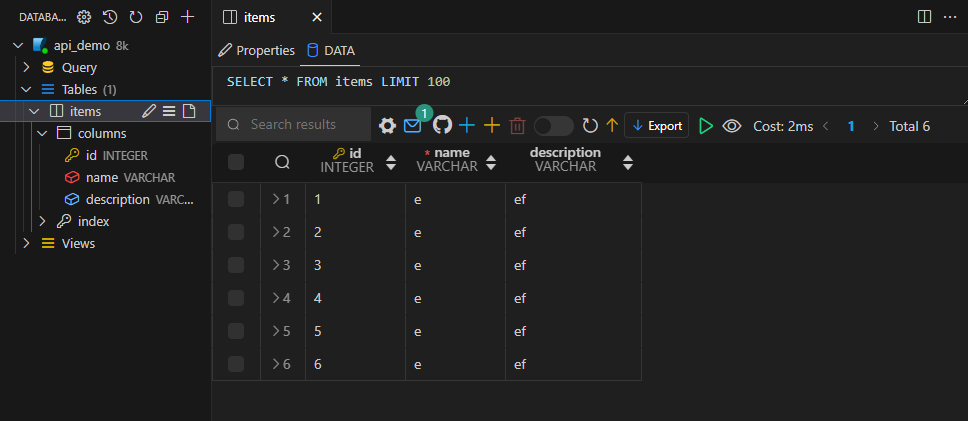 DATABA...
items
api_demo 8k
Query
Tables (1)
items
columns
id INTEGER
name VARCHAR
description VARC...
index
Views
Properties DATA
SELECT * FROM items LIMIT 100
Search results 1 Export Cost: 2ms 1 Total 6
id * name description
INTEGER VARCHAR VARCHAR
1 1 e ef
2 2 e ef
3 3 e ef
4 4 e ef
5 5 e ef
6 6 e ef